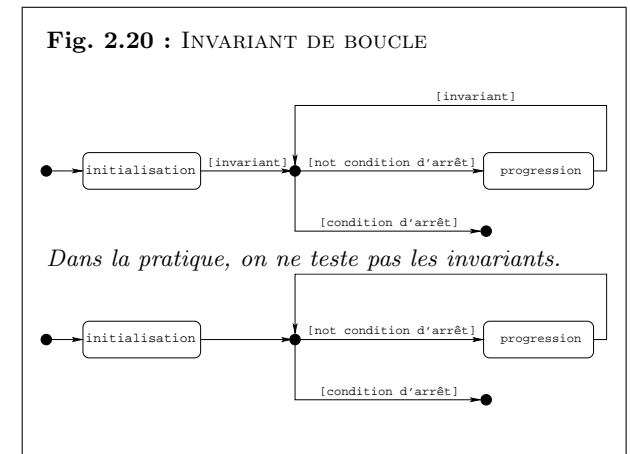 Fig. 2.20 : INVARIANT DE BOUCLE
[invariant]
initialisation [invariant] [not condition d'arrêt] progression
[condition d'arrêt]
Dans la pratique, on ne teste pas les invariants.
initialisation [not condition d'arrêt] progression
[condition d'arrêt]